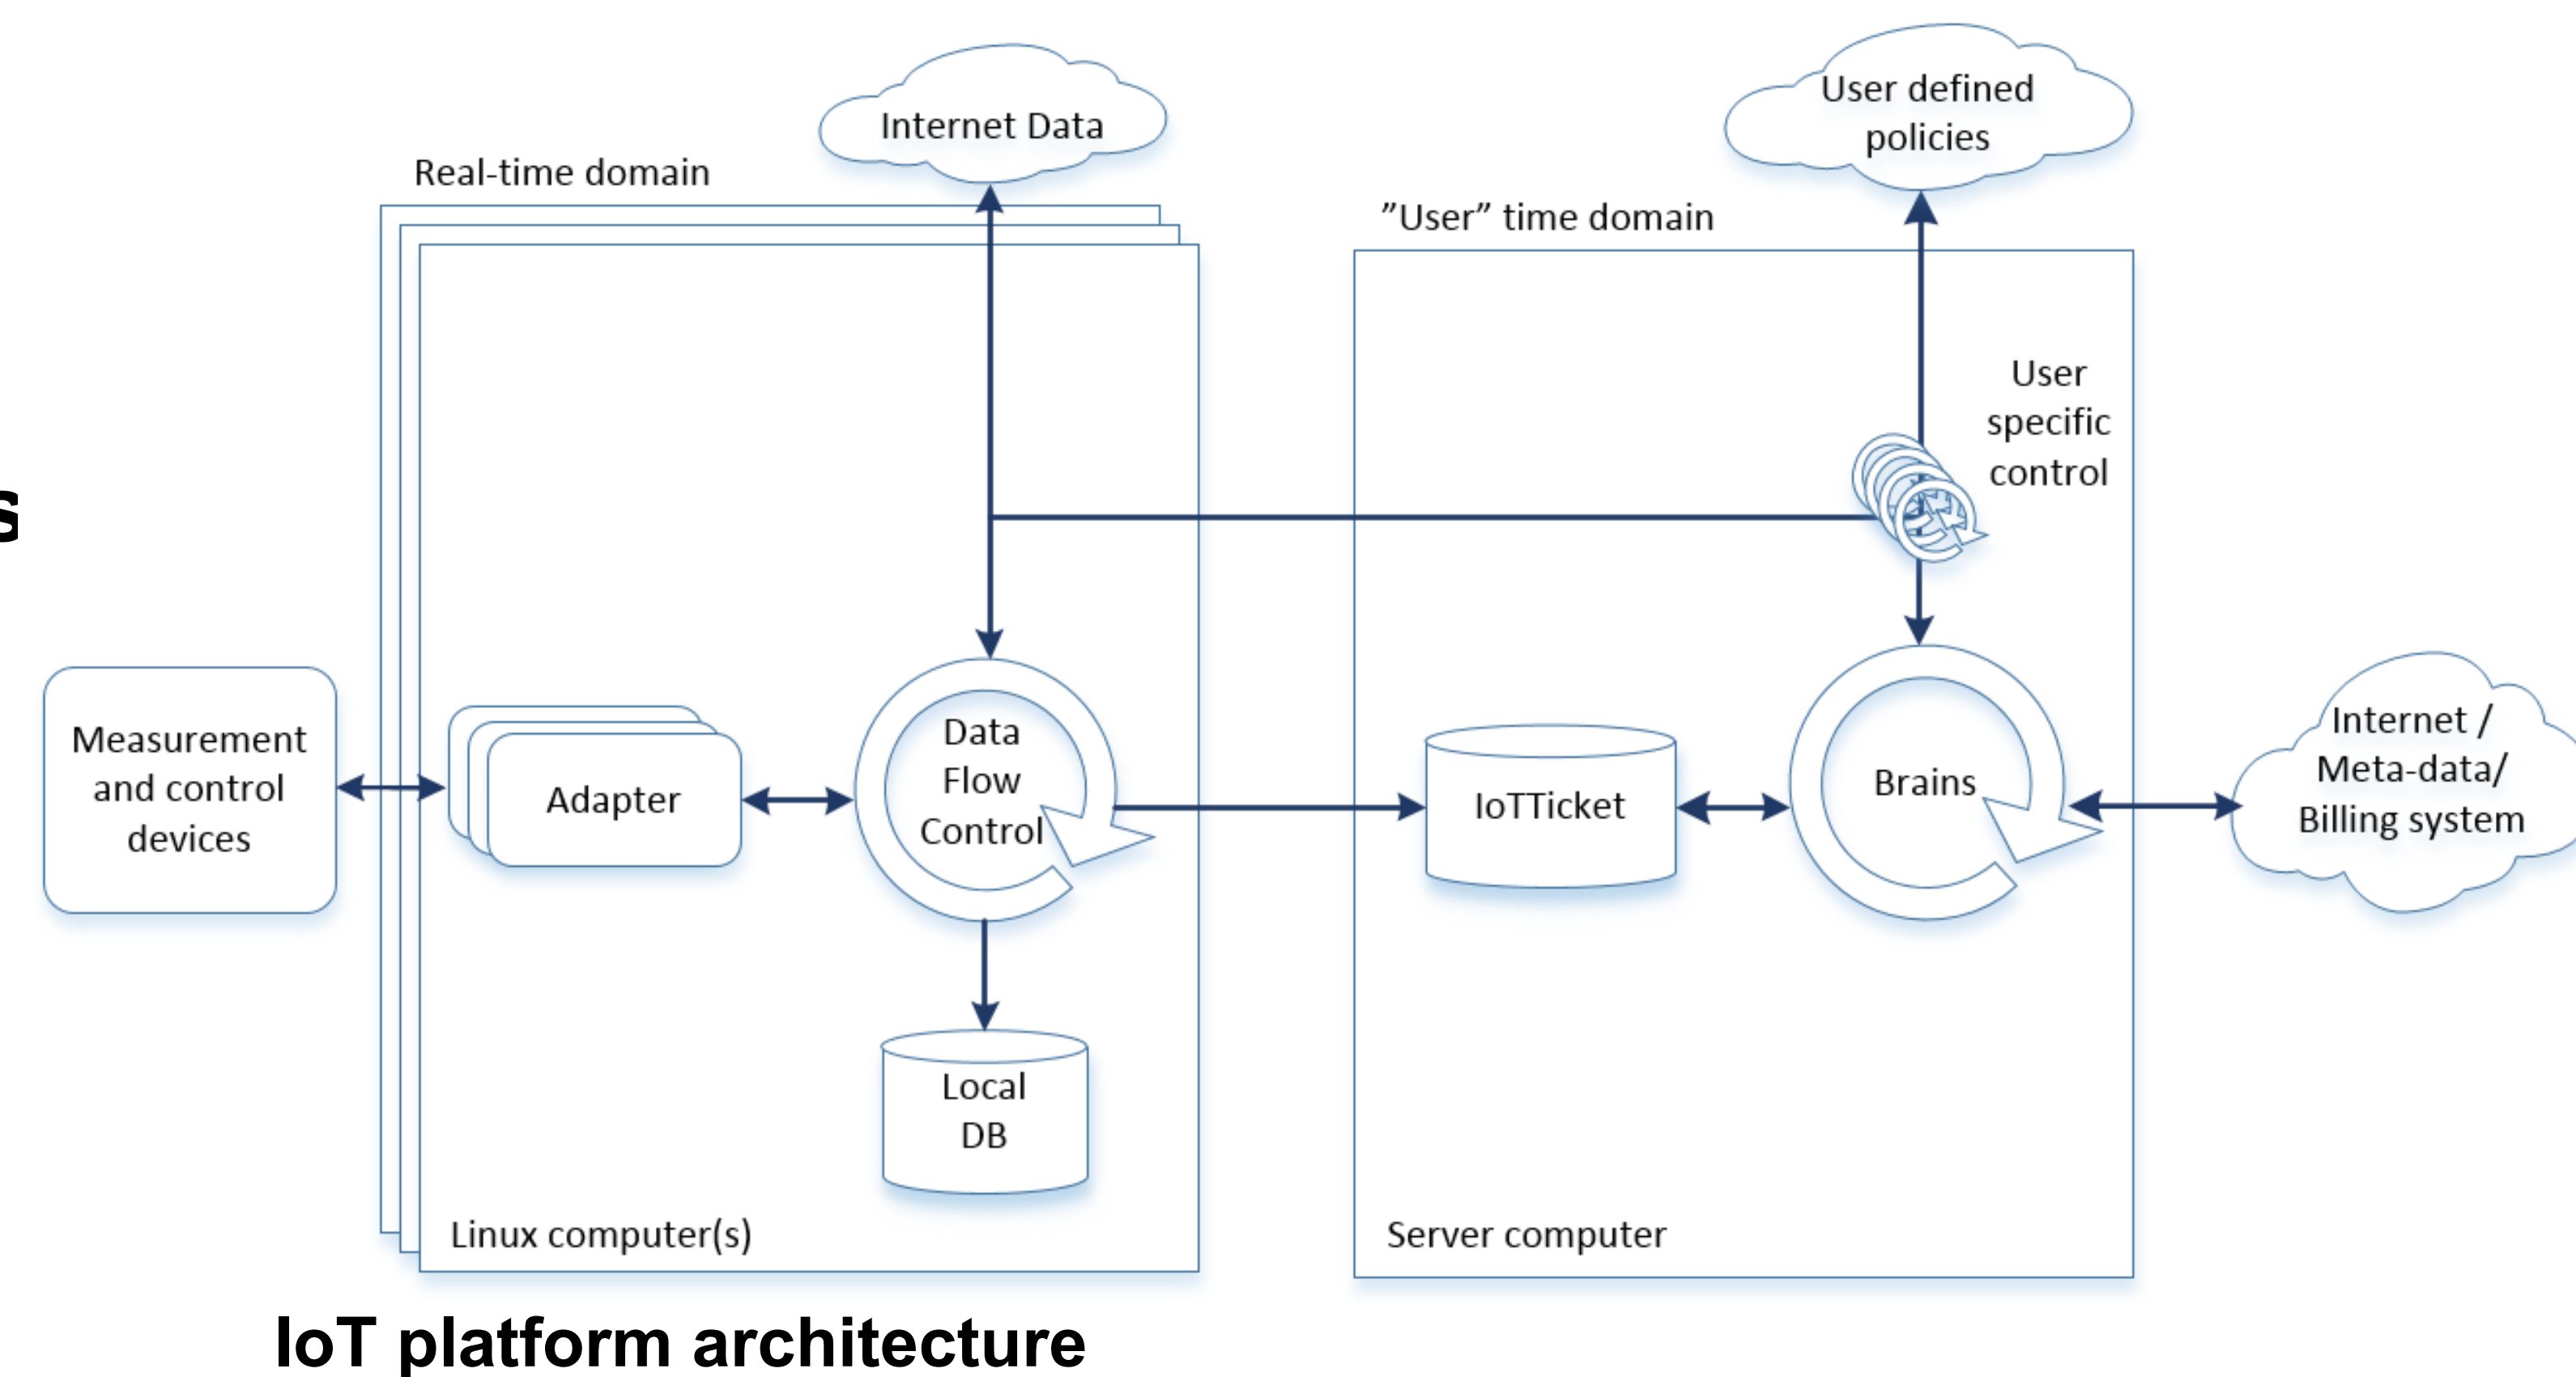 Internet Data
User defined
policies
Real-time domain
”User” time domain
User
specific
control
s
Measurement
and control
devices
Adapter
Data
Flow
Control
IoTTicket
Brains
Internet /
Meta-data/
Billing system
Local
DB
Linux computer(s)
Server computer
IoT platform architecture